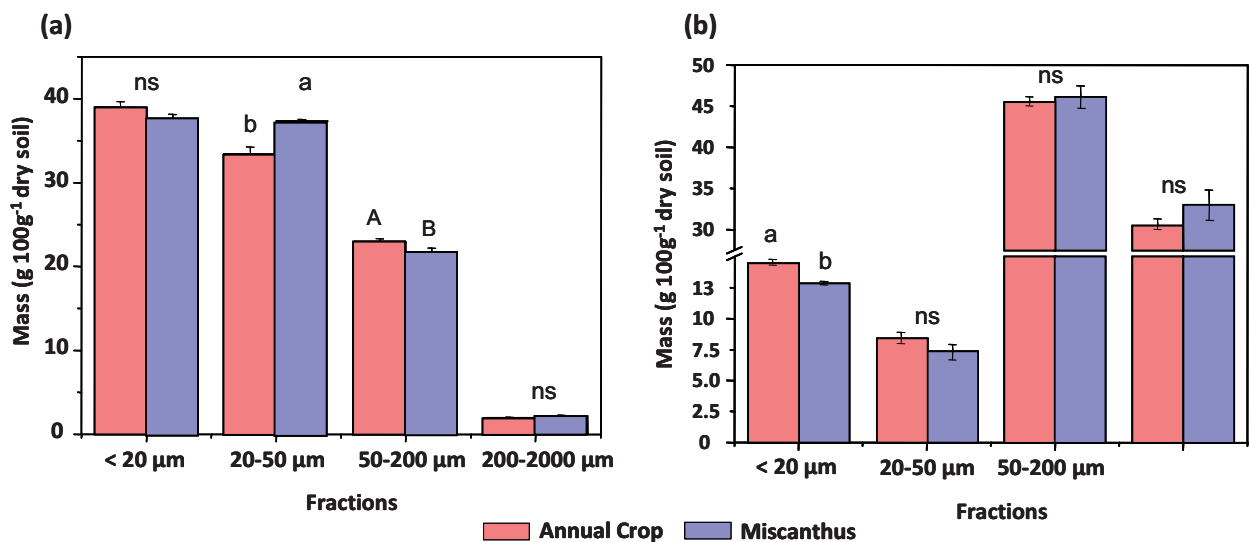 (a)
Mass (g 100g⁻¹ dry soil)
40
30
20
10
0
ns
b
a
A
B
ns
< 20 µm
20-50 µm
50-200 µm
200-2000 µm
Fractions
(b)
Mass (g 100g⁻¹ dry soil)
50
45
40
35
30
13
10
7.5
5
2.5
0
a
b
ns
ns
ns
< 20 µm
20-50 µm
50-200 µm
Fractions
Annual Crop
Miscanthus